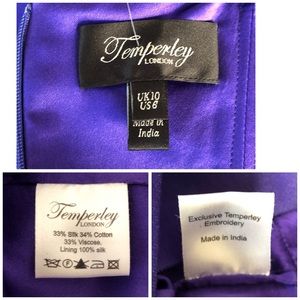 Temperley
LONDON
UK10
US6
Made in
India
Temperley
LONDON
33% Silk 34% Cotton
33% Viscose,
Lining 100% silk
Exclusive Temperley
Embroidery
Made in India